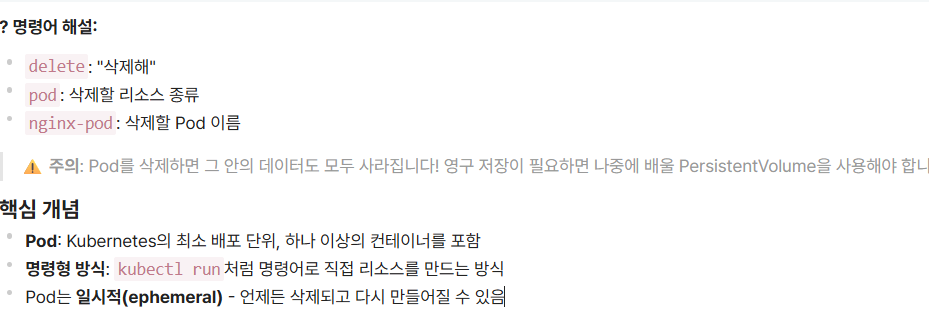 ? 명령어 해설:
delete: "삭제해"
pod: 삭제할 리소스 종류
nginx-pod: 삭제할 Pod 이름
⚠️ 주의: Pod를 삭제하면 그 안의 데이터도 모두 사라집니다! 영구 저장이 필요하면 나중에 배울 PersistentVolume을 사용해야 합니
핵심 개념
Pod: Kubernetes의 최소 배포 단위, 하나 이상의 컨테이너를 포함
명령형 방식: kubectl run처럼 명령어로 직접 리소스를 만드는 방식
Pod는 일시적(ephemeral) - 언제든 삭제되고 다시 만들어질 수 있음